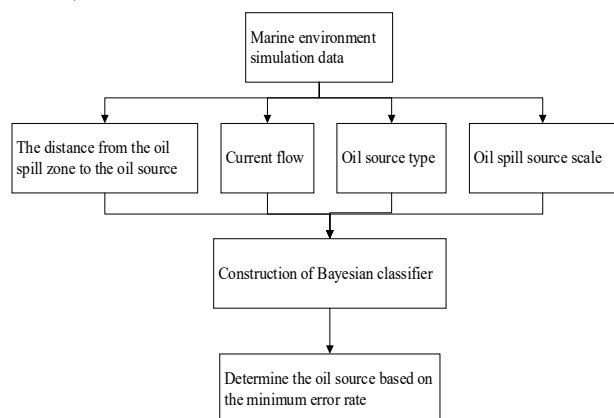 Marine environment
simulation data
The distance from the oil
spill zone to the oil source
Current flow
Oil source type
Oil spill source scale
Construction of Bayesian classifier
Determine the oil source based on
the minimum error rate